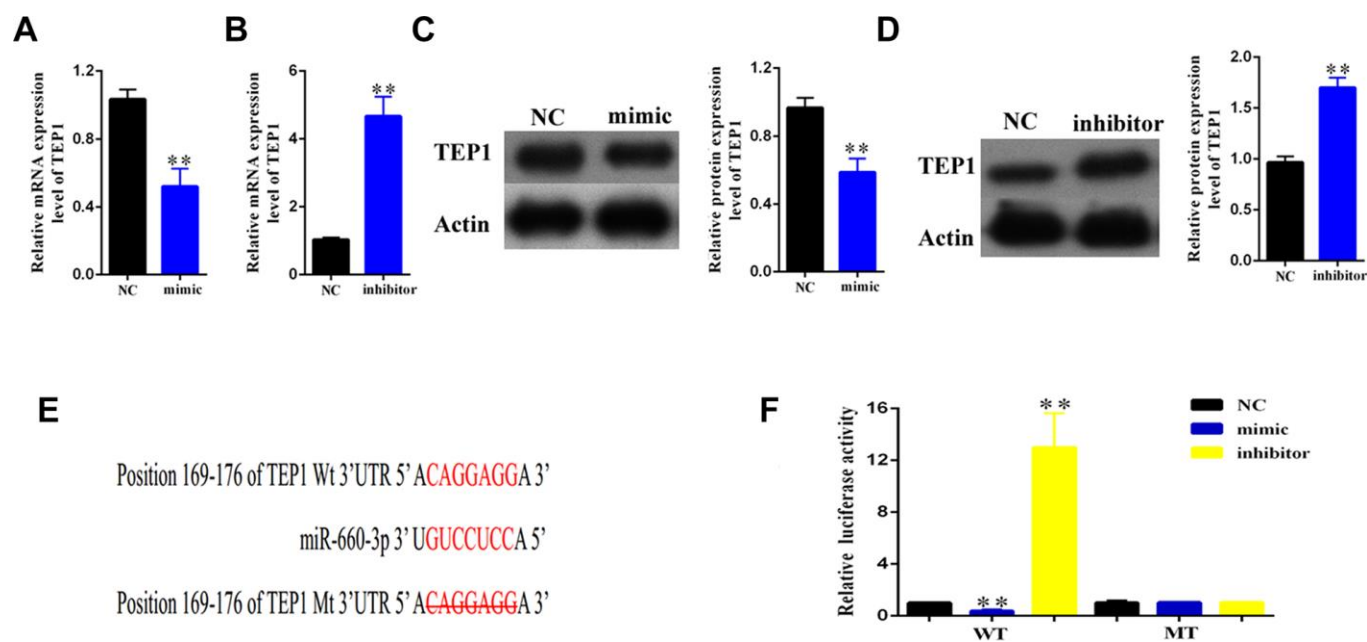 A
Relative mRNA expression
level of TEP1
1.2
0.8
0.4
0.0
**
NC
mimic
B
Relative mRNA expression
level of TEP1
6
4
2
0
**
NC
inhibitor
C
NC
mimic
TEP1
Actin
Relative protein expression
level of TEP1
1.2
0.8
0.4
0.0
**
NC
mimic
D
NC
inhibitor
TEP1
Actin
Relative protein expression
level of TEP1
2.0
1.5
1.0
0.5
0.0
**
NC
inhibitor
E
Position 169-176 of TEP1 Wt 3’UTR 5’ ACAGGAGGA 3’
miR-660-3p 3’ UGUCCUCCA 5’
Position 169-176 of TEP1 Mt 3’UTR 5’ ACAGGAGGA 3’
F
Relative luciferase activity
16
12
8
4
0
**
**
WT
MT
NC
mimic
inhibitor